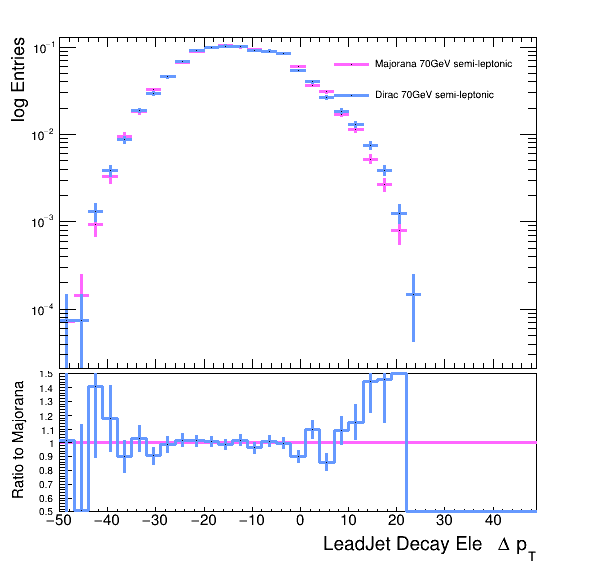 log Entries
10⁻¹
10⁻²
10⁻³
10⁻⁴
Majorana 70GeV semi-leptonic
Dirac 70GeV semi-leptonic
Ratio to Majorana
1.5
1.4
1.3
1.2
1.1
1
0.9
0.8
0.7
0.6
0.5
−50 −40 −30 −20 −10 0 10 20 30 40
LeadJet Decay Ele Δ p_T